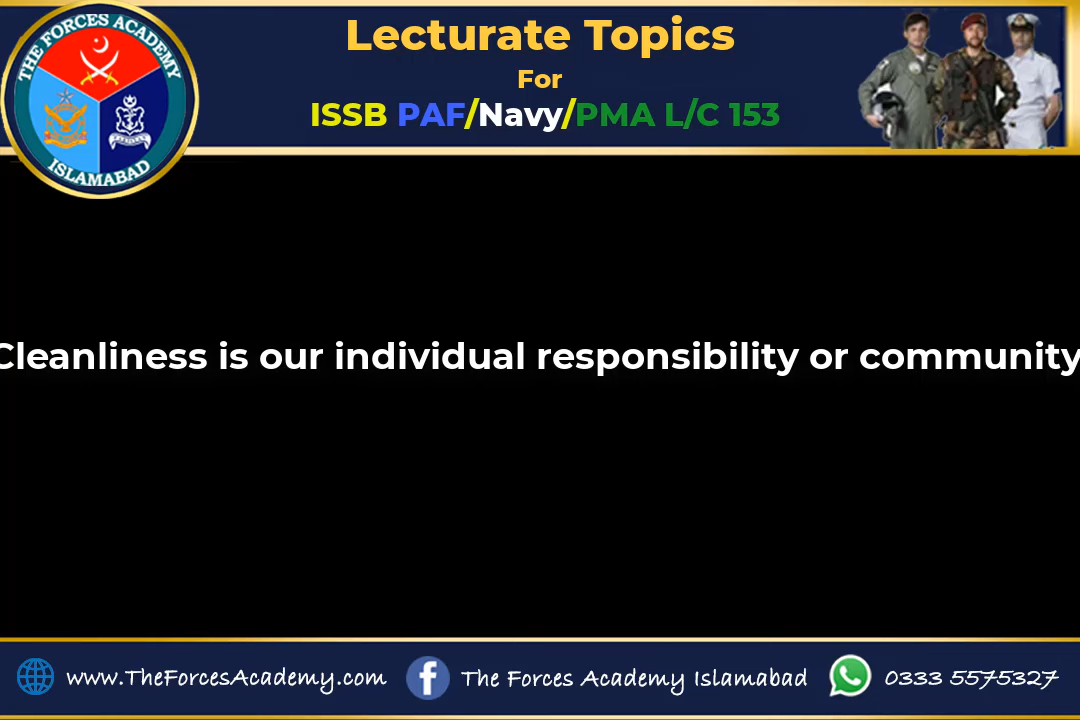 THE FORCES ACADEMY
ISLAMABAD
Lecturate Topics
For
ISSB PAF/Navy/PMA L/C 153
Cleanliness is our individual responsibility or community
www.TheForcesAcademy.com
The Forces Academy Islamabad
0333 5575327